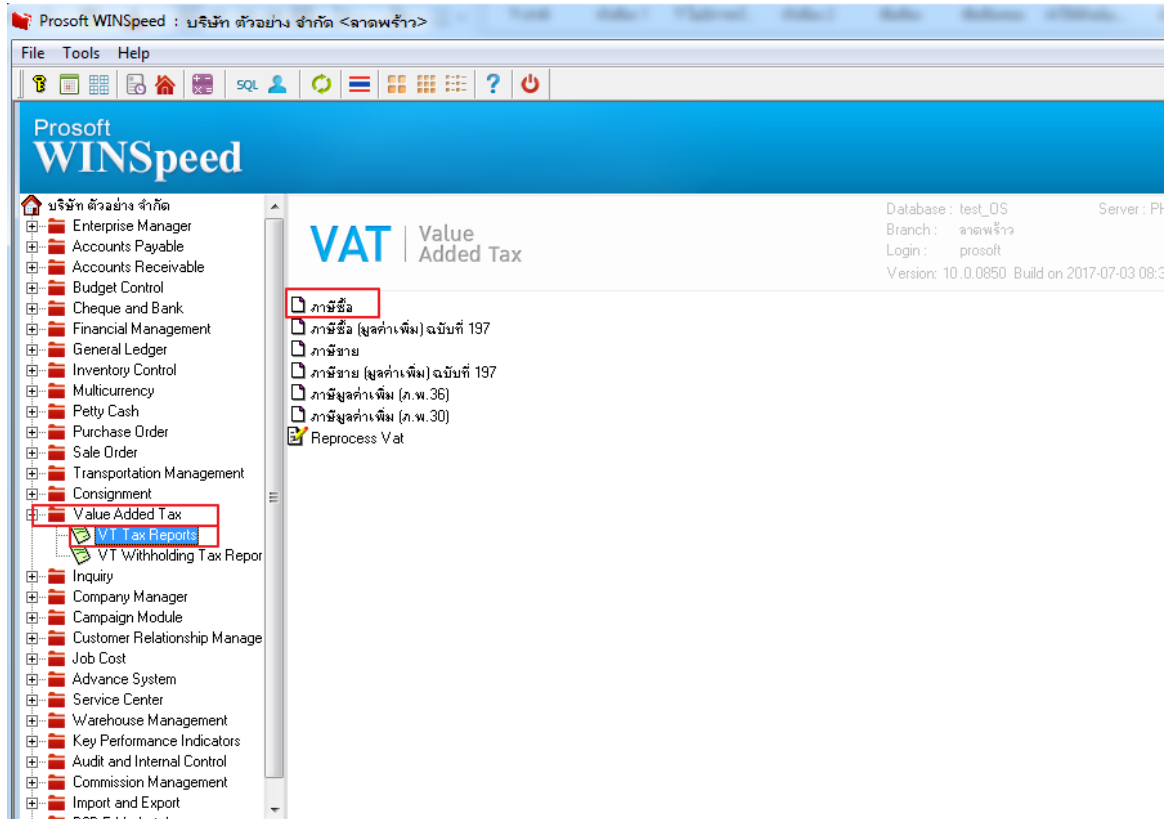 Prosoft WINSpeed : บริษัท ตัวอย่าง จำกัด <ลาดพร้าว>
File Tools Help
SQL
?
Prosoft
WINSpeed
บริษัท ตัวอย่าง จำกัด
Enterprise Manager
Accounts Payable
Accounts Receivable
Budget Control
Cheque and Bank
Financial Management
General Ledger
Inventory Control
Multicurrency
Petty Cash
Purchase Order
Sale Order
Transportation Management
Consignment
Value Added Tax
VT Tax Reports
VT Withholding Tax Repor
Inquiry
Company Manager
Campaign Module
Customer Relationship Manage
Job Cost
Advance System
Service Center
Warehouse Management
Key Performance Indicators
Audit and Internal Control
Commission Management
Import and Export
VAT Value
Added Tax
Database : test_OS Server : PH
Branch : ลาดพร้าว
Login : prosoft
Version: 10.0.0850 Build on 2017-07-03 08:3
ภาษีซื้อ
ภาษีซื้อ (มูลค่าเพิ่ม) ฉบับที่ 197
ภาษีขาย
ภาษีขาย (มูลค่าเพิ่ม) ฉบับที่ 197
ภาษีมูลค่าเพิ่ม (ภ.พ.36)
ภาษีมูลค่าเพิ่ม (ภ.พ.30)
Reprocess Vat